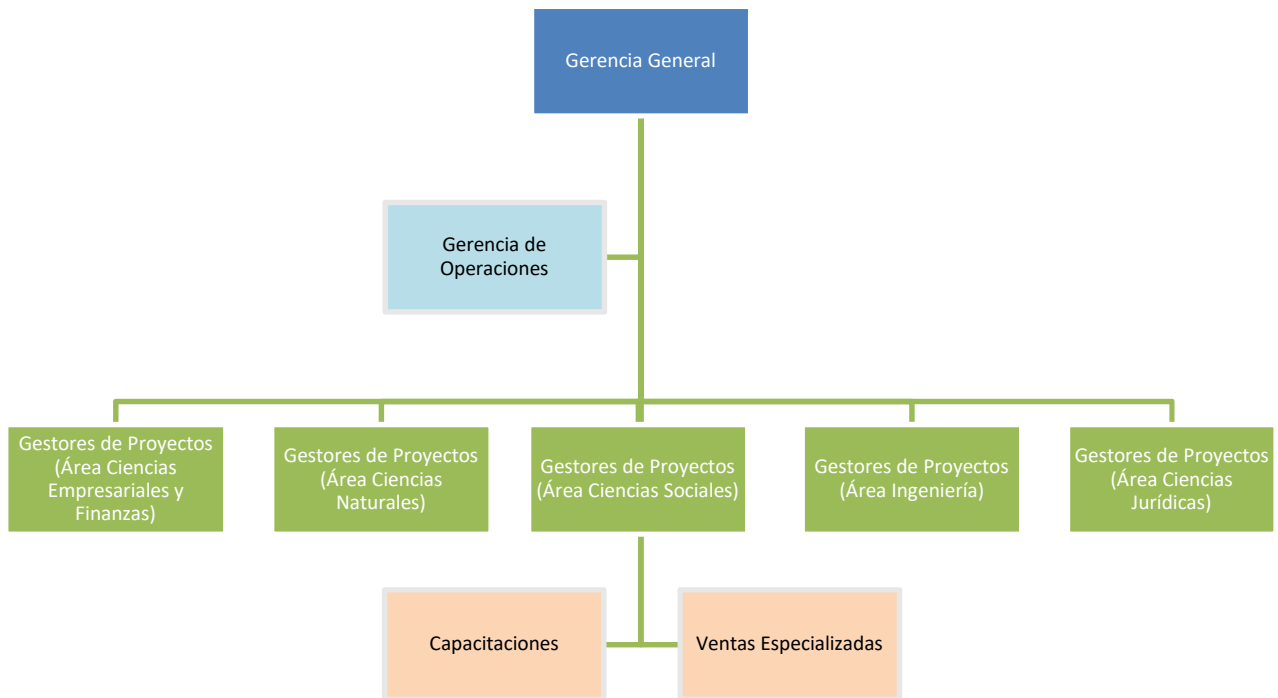 Gerencia General
Gerencia de
Operaciones
Gestores de Proyectos
(Área Ciencias
Empresariales y
Finanzas)
Gestores de Proyectos
(Área Ciencias
Naturales)
Gestores de Proyectos
(Área Ciencias Sociales)
Gestores de Proyectos
(Área Ingeniería)
Gestores de Proyectos
(Área Ciencias
Jurídicas)
Capacitaciones
Ventas Especializadas